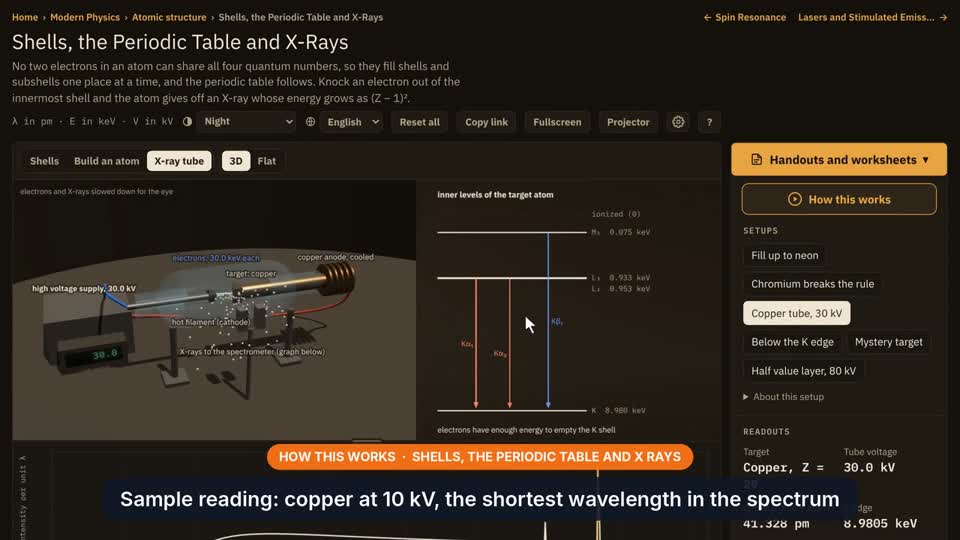 Home › Modern Physics › Atomic structure › Shells, the Periodic Table and X-Rays
← Spin Resonance Lasers and Stimulated Emiss... →
Shells, the Periodic Table and X-Rays
No two electrons in an atom can share all four quantum numbers, so they fill shells and
subshells one place at a time, and the periodic table follows. Knock an electron out of the
innermost shell and the atom gives off an X-ray whose energy grows as (Z − 1)².
λ in pm · E in keV · V in kV
Night
English
Reset all
Copy link
Fullscreen
Projector
?
Shells
Build an atom
X-ray tube
3D
Flat
electrons and X-rays slowed down for the eye
electrons, 30.0 keV each
copper anode, cooled
target: copper
high voltage supply, 30.0 kV
hot filament (cathode)
30.0
X-rays to the spectrometer (graph below)
inner levels of the target atom
ionized (0)
M₃ 0.075 keV
L₃ 0.933 keV
L₂ 0.953 keV
Kα₁
Kα₂
Kβ₁
K 8.980 keV
electrons have enough energy to empty the K shell
Handouts and worksheets ▾
How this works
SETUPS
Fill up to neon
Chromium breaks the rule
Copper tube, 30 kV
Below the K edge
Mystery target
Half value layer, 80 kV
▸ About this setup
READOUTS
Target
Copper, Z =
Tube voltage
30.0 kV
41.328 pm
8.9805 keV
HOW THIS WORKS · SHELLS, THE PERIODIC TABLE AND X RAYS
Sample reading: copper at 10 kV, the shortest wavelength in the spectrum